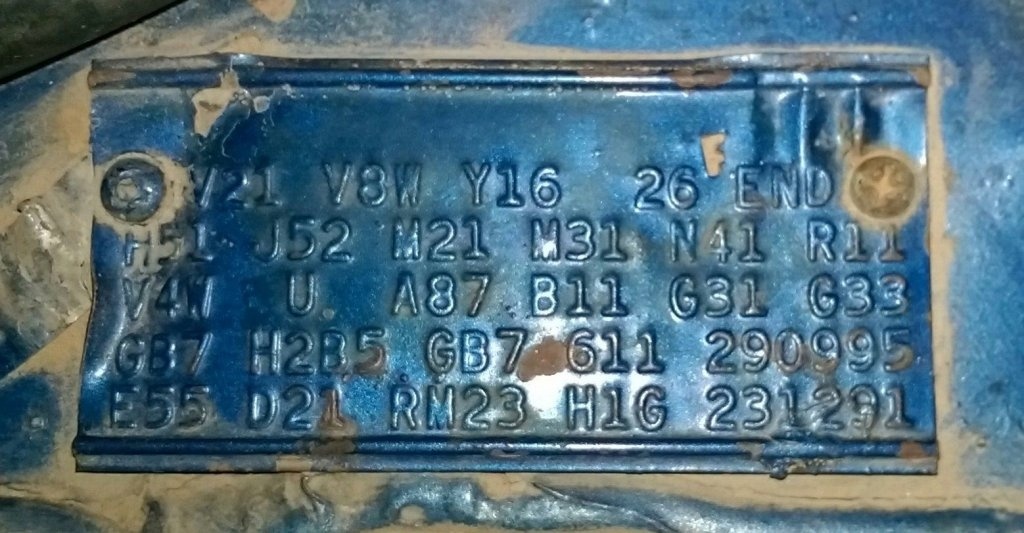 V21 V8W Y16 26 END
H51 J52 M21 M31 N41 R11
V4W U A87 B11 G31 G33
GB7 H2B5 GB7 611 290995
E55 D21 RM23 H1G 231291